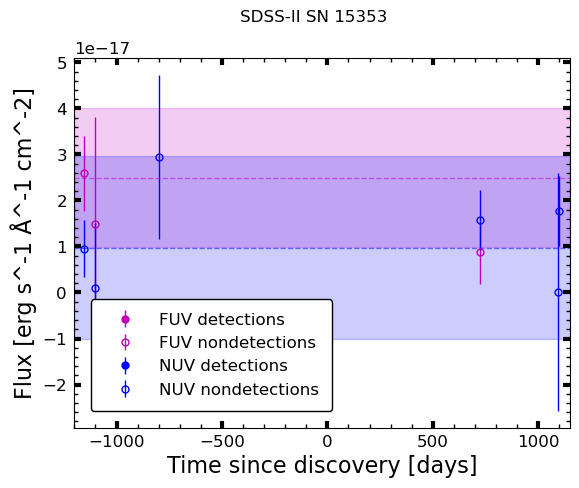 SDSS-II SN 15353
1e−17
Flux [erg s^-1 Å^-1 cm^-2]
5
4
3
2
1
0
−1
−2
FUV detections
FUV nondetections
NUV detections
NUV nondetections
−1000
−500
0
500
1000
Time since discovery [days]